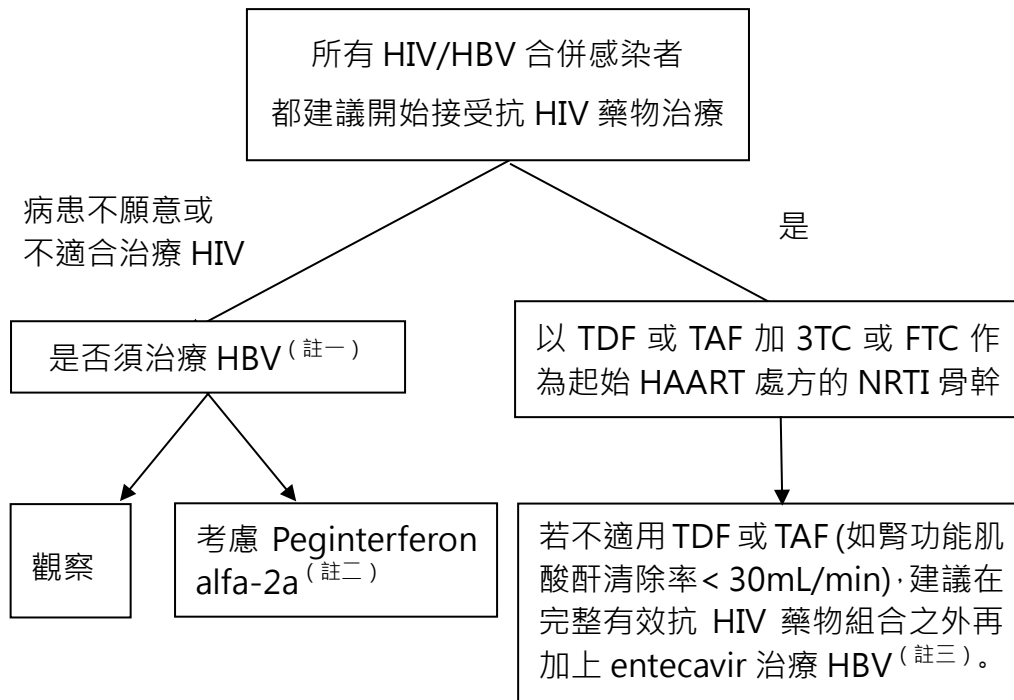 所有 HIV/HBV 合併感染者
都建議開始接受抗 HIV 藥物治療
病患不願意或
不適合治療 HIV
是
是否須治療 HBV（註一）
以 TDF 或 TAF 加 3TC 或 FTC 作
為起始 HAART 處方的 NRTI 骨幹
觀察
考慮 Peginterferon
alfa-2a（註二）
若不適用 TDF 或 TAF (如腎功能肌
酸酐清除率< 30mL/min)，建議在
完整有效抗 HIV 藥物組合之外再
加上 entecavir 治療 HBV（註三）。